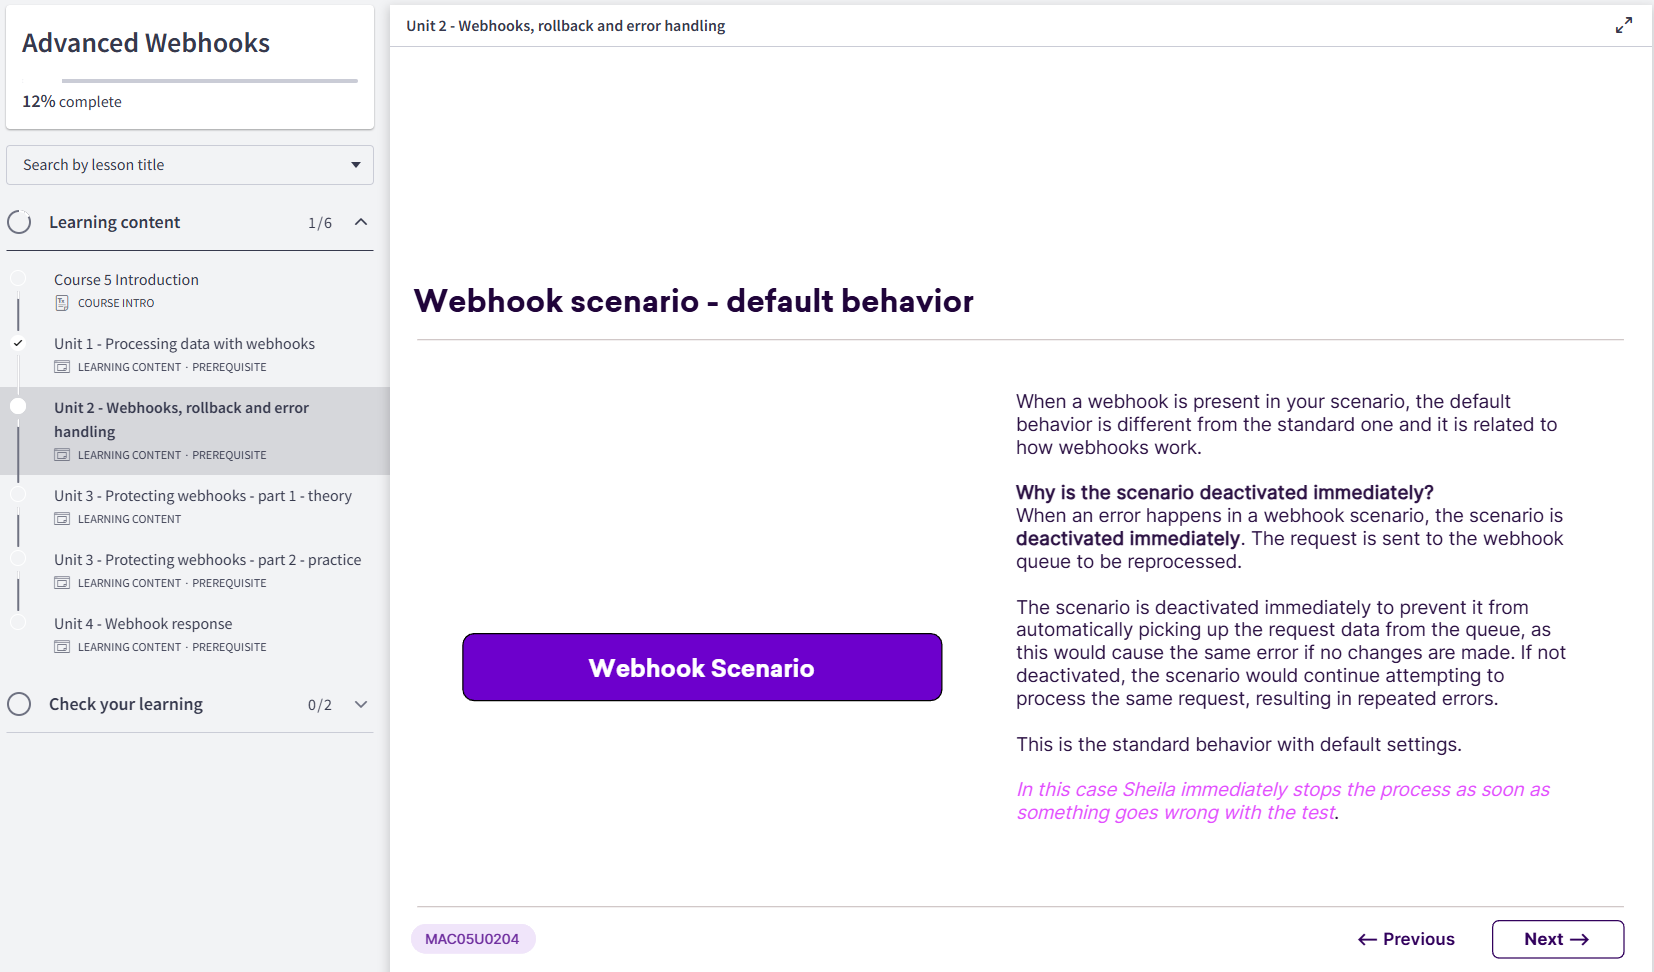 Advanced Webhooks
12% complete
Search by lesson title
Learning content 1/6
Course 5 Introduction
COURSE INTRO
Unit 1 - Processing data with webhooks
LEARNING CONTENT · PREREQUISITE
Unit 2 - Webhooks, rollback and error
handling
LEARNING CONTENT · PREREQUISITE
Unit 3 - Protecting webhooks - part 1 - theory
LEARNING CONTENT
Unit 3 - Protecting webhooks - part 2 - practice
LEARNING CONTENT · PREREQUISITE
Unit 4 - Webhook response
LEARNING CONTENT · PREREQUISITE
Check your learning 0/2
Unit 2 - Webhooks, rollback and error handling
Webhook scenario - default behavior
Webhook Scenario
When a webhook is present in your scenario, the default
behavior is different from the standard one and it is related to
how webhooks work.
Why is the scenario deactivated immediately?
When an error happens in a webhook scenario, the scenario is
deactivated immediately. The request is sent to the webhook
queue to be reprocessed.
The scenario is deactivated immediately to prevent it from
automatically picking up the request data from the queue, as
this would cause the same error if no changes are made. If not
deactivated, the scenario would continue attempting to
process the same request, resulting in repeated errors.
This is the standard behavior with default settings.
In this case Sheila immediately stops the process as soon as
something goes wrong with the test.
MAC05U0204
← Previous
Next →